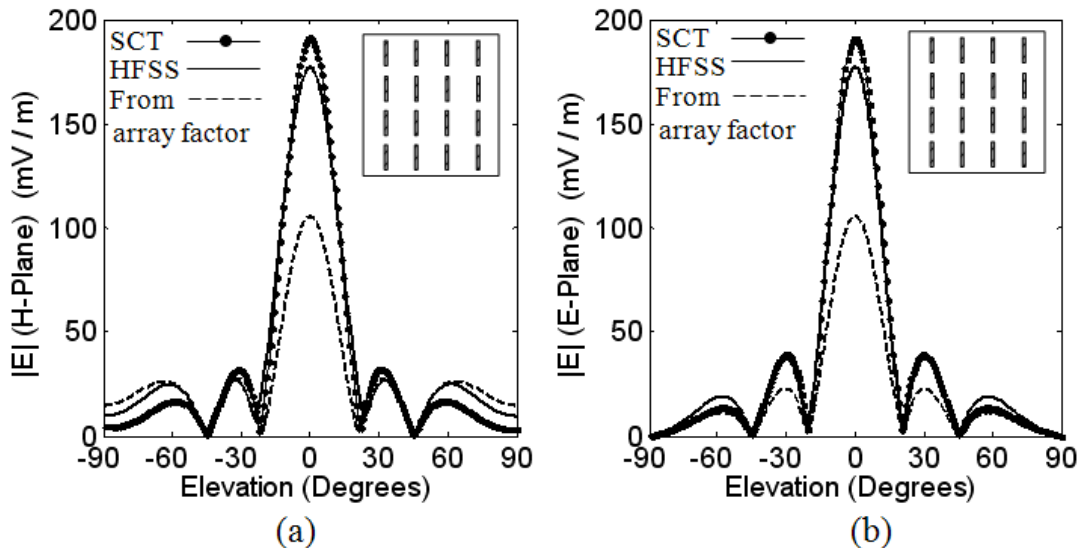 200
150
100
50
0
-90 -60 -30 0 30 60 90
|E| (H-Plane) (mV / m)
Elevation (Degrees)
SCT
HFSS
From
array factor
(a)
200
150
100
50
0
-90 -60 -30 0 30 60 90
|E| (E-Plane) (mV / m)
Elevation (Degrees)
SCT
HFSS
From
array factor
(b)